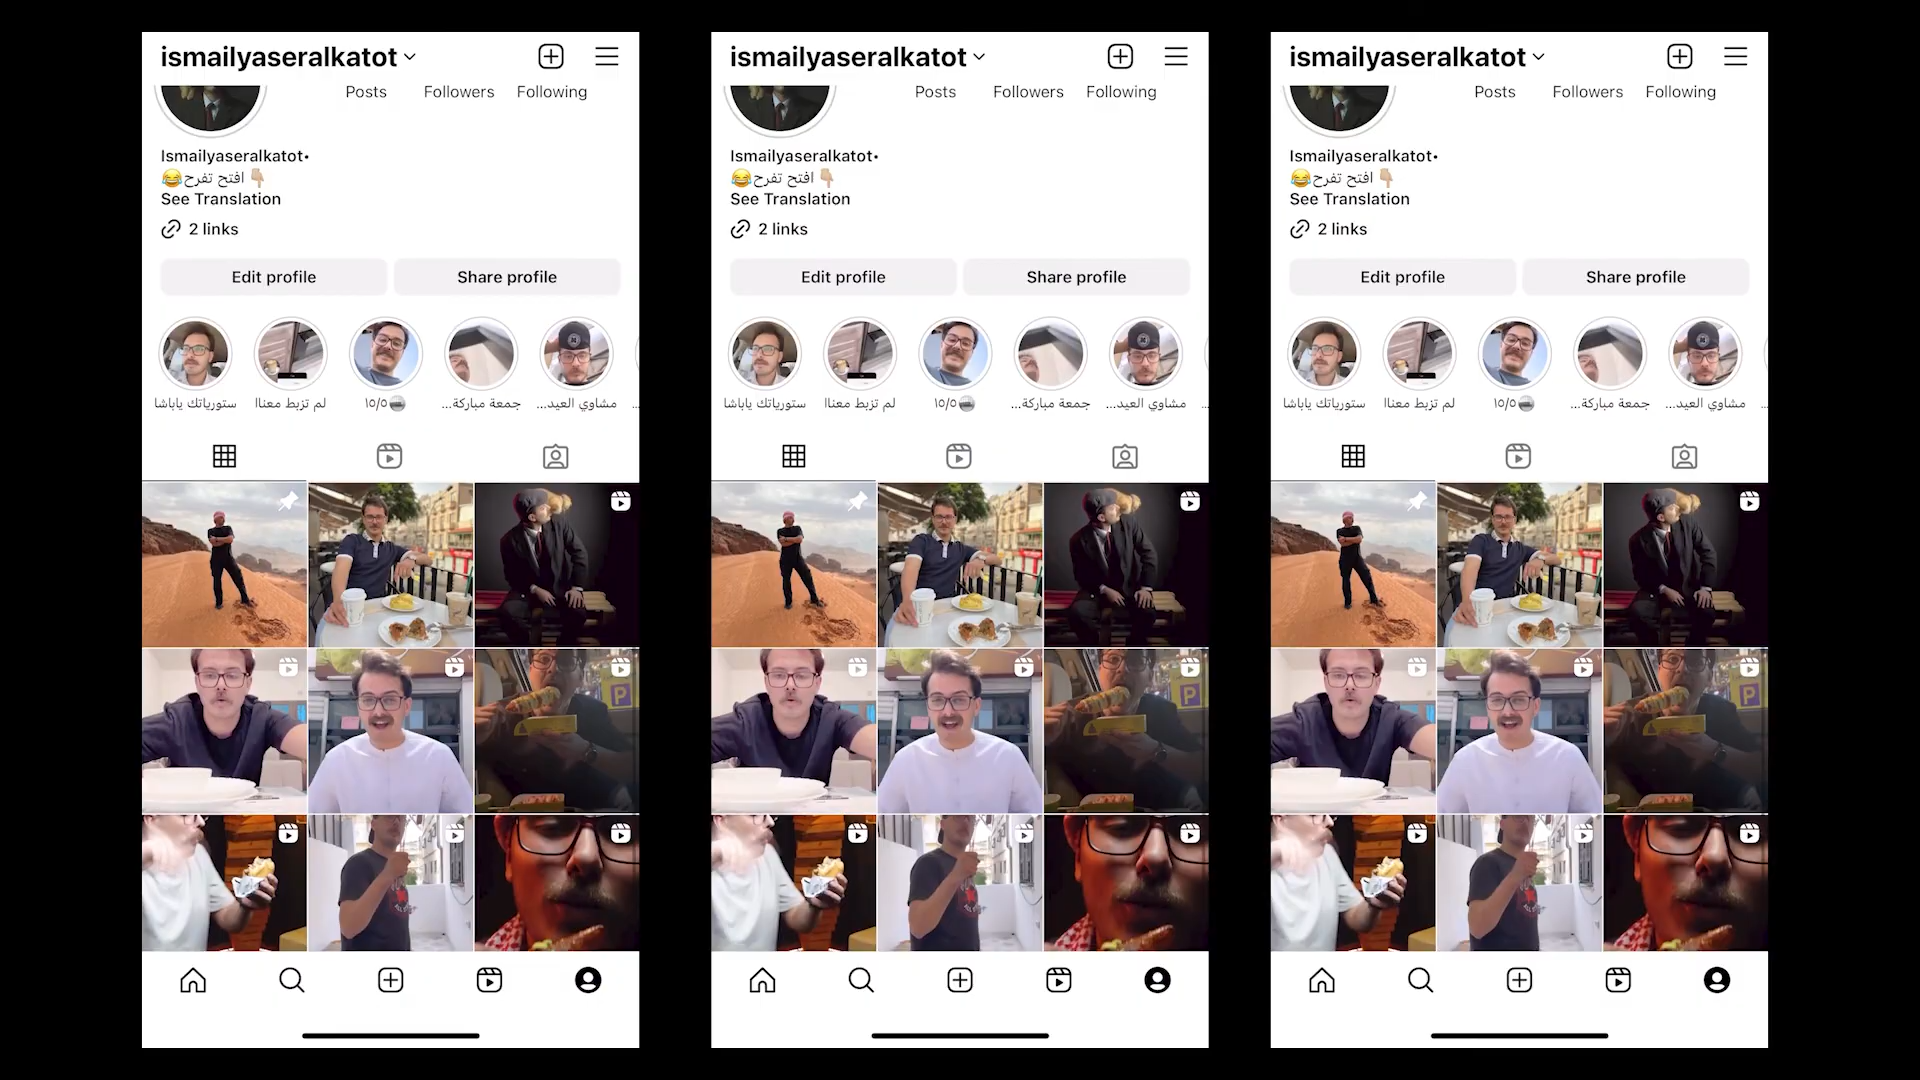 ismailyaseralkatot
Posts Followers Following
Ismailyaseralkatot•
😂افتح تفرح👇🏼
See Translation
2 links
Edit profile Share profile
ستورياتك ياباشا لم تزبط معنا! ١٥/٥ جمعة مباركة... مشاوي العيد...
P
ismailyaseralkatot
Posts Followers Following
Ismailyaseralkatot•
😂افتح تفرح👇🏼
See Translation
2 links
Edit profile Share profile
ستورياتك ياباشا لم تزبط معنا! ١٥/٥ جمعة مباركة... مشاوي العيد...
P
ismailyaseralkatot
Posts Followers Following
Ismailyaseralkatot•
😂افتح تفرح👇🏼
See Translation
2 links
Edit profile Share profile
ستورياتك ياباشا لم تزبط معنا! ١٥/٥ جمعة مباركة... مشاوي العيد...
P